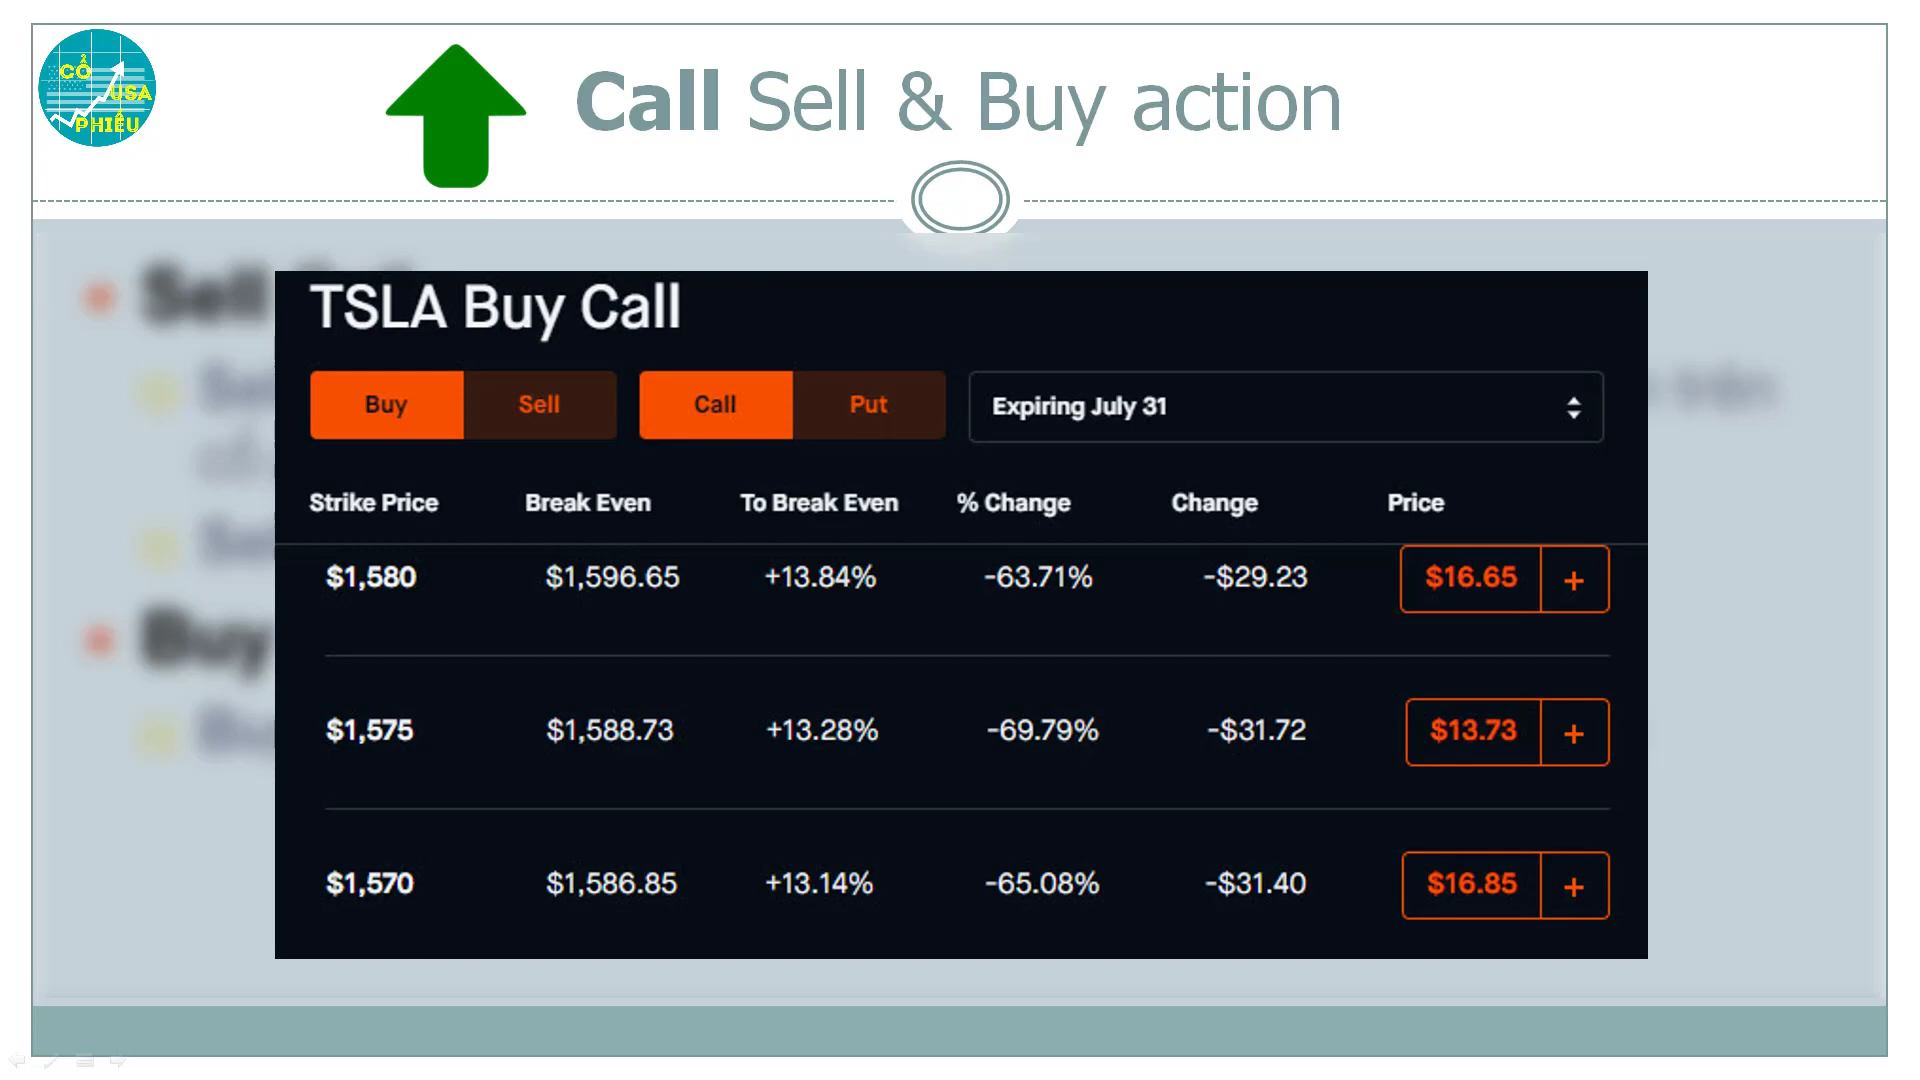 CỔ
USA
PHIẾU
Call Sell & Buy action
Sell
Buy
TSLA Buy Call
Buy Sell Call Put Expiring July 31
Strike Price Break Even To Break Even % Change Change Price
$1,580 $1,596.65 +13.84% -63.71% -$29.23 $16.65 +
$1,575 $1,588.73 +13.28% -69.79% -$31.72 $13.73 +
$1,570 $1,586.85 +13.14% -65.08% -$31.40 $16.85 +